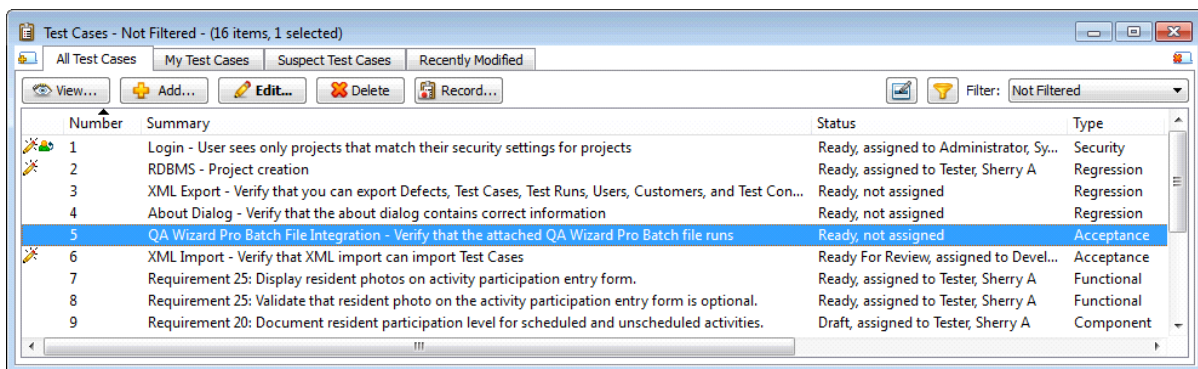 Test Cases - Not Filtered - (16 items, 1 selected)
All Test Cases My Test Cases Suspect Test Cases Recently Modified
View... Add... Edit... Delete Record... Filter: Not Filtered
Number Summary Status Type
1 Login - User sees only projects that match their security settings for projects Ready, assigned to Administrator, Sy... Security
2 RDBMS - Project creation Ready, assigned to Tester, Sherry A Regression
3 XML Export - Verify that you can export Defects, Test Cases, Test Runs, Users, Customers, and Test Con... Ready, not assigned Regression
4 About Dialog - Verify that the about dialog contains correct information Ready, not assigned Regression
5 QA Wizard Pro Batch File Integration - Verify that the attached QA Wizard Pro Batch file runs Ready, not assigned Acceptance
6 XML Import - Verify that XML import can import Test Cases Ready For Review, assigned to Devel... Acceptance
7 Requirement 25: Display resident photos on activity participation entry form. Ready, assigned to Tester, Sherry A Functional
8 Requirement 25: Validate that resident photo on the activity participation entry form is optional. Ready, assigned to Tester, Sherry A Functional
9 Requirement 20: Document resident participation level for scheduled and unscheduled activities. Draft, assigned to Tester, Sherry A Component